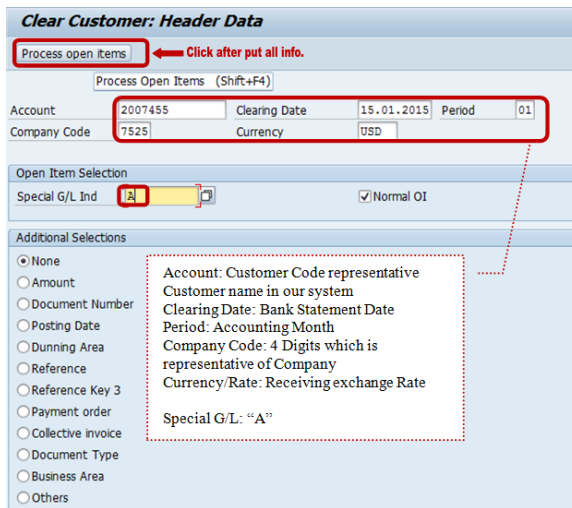 Clear Customer: Header Data
Process open items Click after put all info.
Process Open Items (Shift+F4)
Account 2007455 Clearing Date 15.01.2015 Period 01
Company Code 7525 Currency USD
Open Item Selection
Special G/L Ind A Normal OI
Additional Selections
None
Amount
Document Number
Posting Date
Dunning Area
Reference
Reference Key 3
Payment order
Collective invoice
Document Type
Business Area
Others
Account: Customer Code representative
Customer name in our system
Clearing Date: Bank Statement Date
Period: Accounting Month
Company Code: 4 Digits which is
representative of Company
Currency/Rate: Receiving exchange Rate
Special G/L: “A”